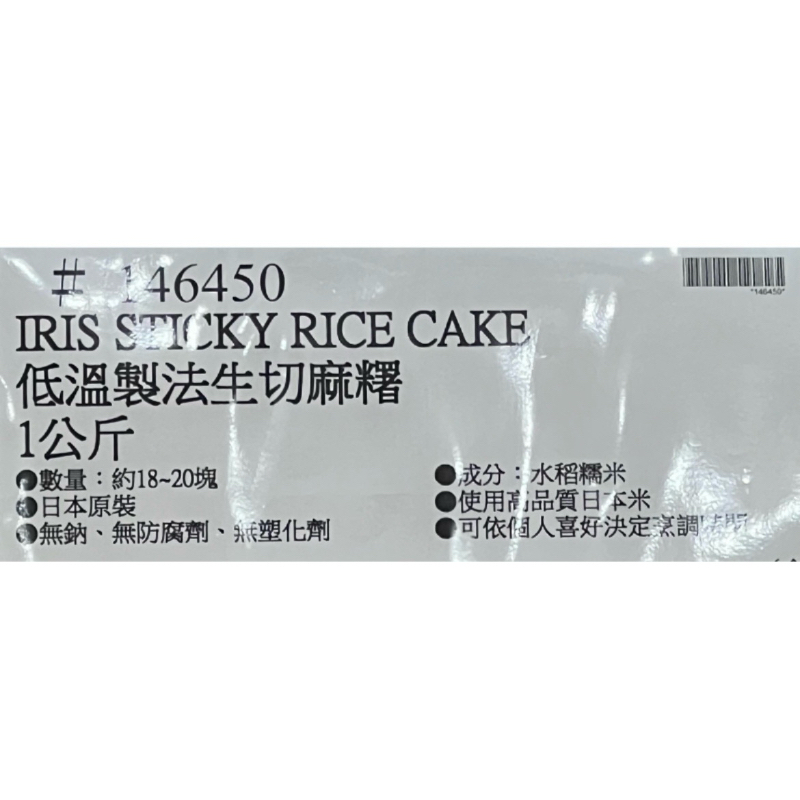 # 146450
"146450"
IRIS STICKY RICE CAKE
低溫製法生切麻糬
1公斤
●數量：約18~20塊
●日本原裝
●無鈉、無防腐劑、無塑化劑
●成分：水稻糯米
●使用高品質日本米
●可依個人喜好決定烹調